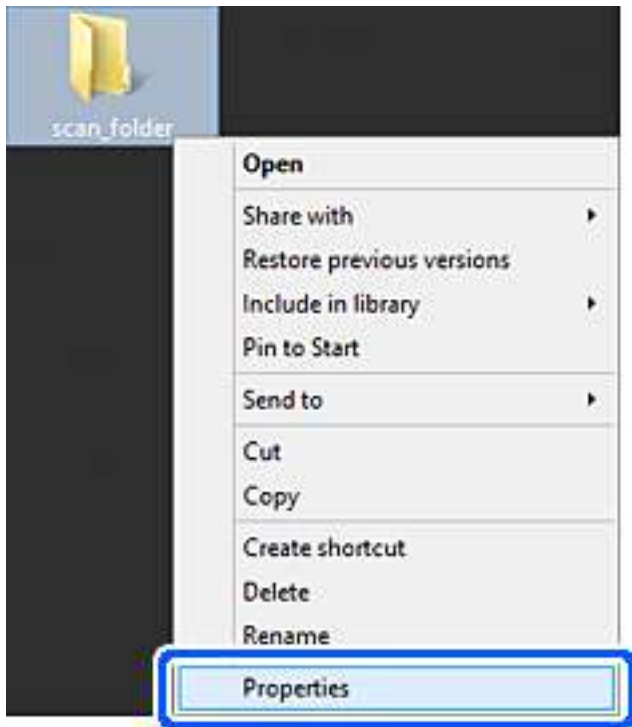 scan_folder
Open
Share with
Restore previous versions
Include in library
Pin to Start
Send to
Cut
Copy
Create shortcut
Delete
Rename
Properties